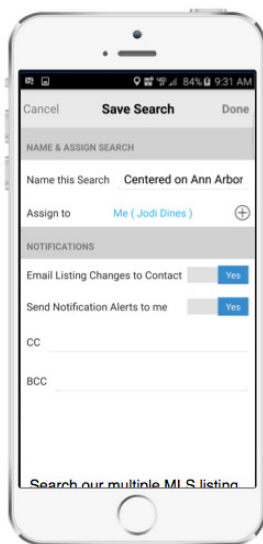 84% 9:31 AM
Cancel Save Search Done
NAME & ASSIGN SEARCH
Name this Search Centered on Ann Arbor
Assign to Me ( Jodi Dines )
NOTIFICATIONS
Email Listing Changes to Contact Yes
Send Notification Alerts to me Yes
CC
BCC
Search our multiple MLS listing